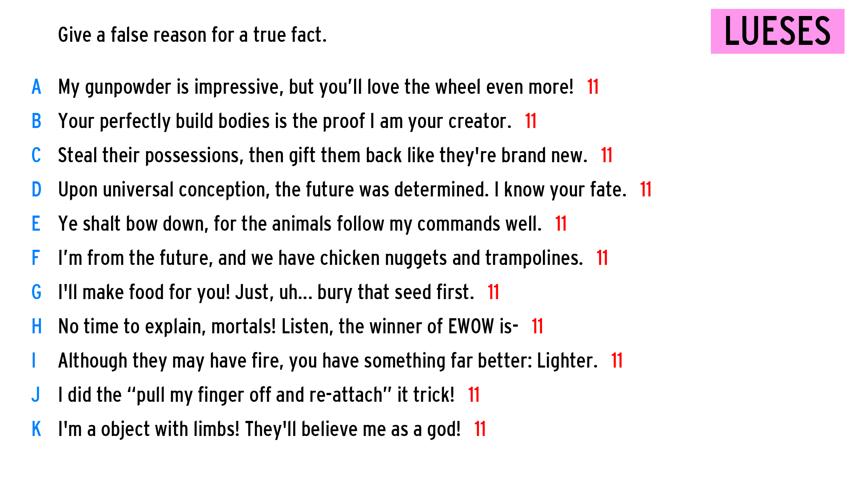 Give a false reason for a true fact.
LUESES
A My gunpowder is impressive, but you’ll love the wheel even more! 11
B Your perfectly build bodies is the proof I am your creator. 11
C Steal their possessions, then gift them back like they're brand new. 11
D Upon universal conception, the future was determined. I know your fate. 11
E Ye shalt bow down, for the animals follow my commands well. 11
F I’m from the future, and we have chicken nuggets and trampolines. 11
G I'll make food for you! Just, uh... bury that seed first. 11
H No time to explain, mortals! Listen, the winner of EWOW is- 11
I Although they may have fire, you have something far better: Lighter. 11
J I did the “pull my finger off and re-attach” it trick! 11
K I'm a object with limbs! They'll believe me as a god! 11